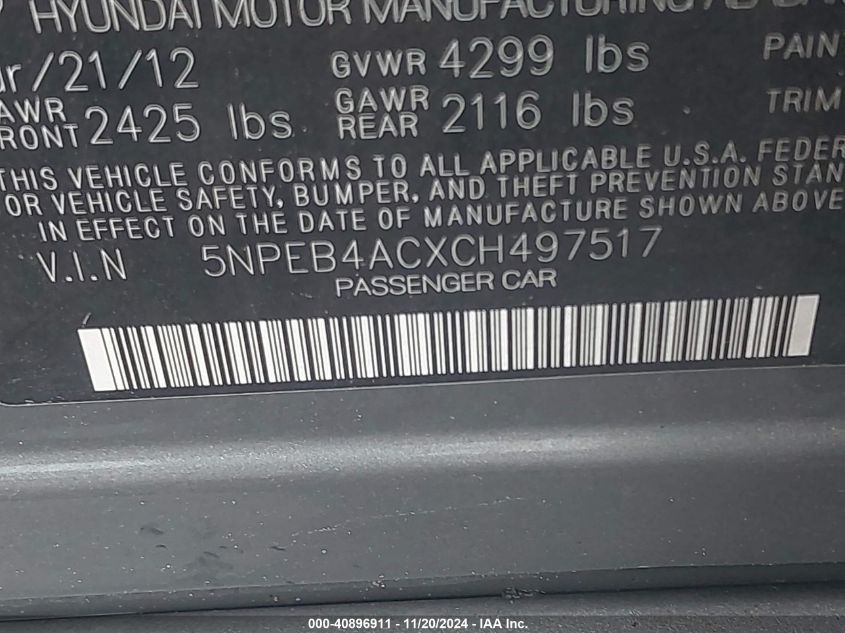 HYUNDAI MOTOR MANUFACTURING
/21/12 GVWR 4299 lbs PAINT
GAWR FRONT 2425 lbs GAWR REAR 2116 lbs TRIM
THIS VEHICLE CONFORMS TO ALL APPLICABLE U.S.A. FEDER
OR VEHICLE SAFETY, BUMPER, AND THEFT PREVENTION STAN
IN EFFECT ON THE DATE OF MANUFACTURE SHOWN ABOVE
V.I.N 5NPEB4ACXCH497517
PASSENGER CAR
000-40896911 - 11/20/2024 - IAA Inc.